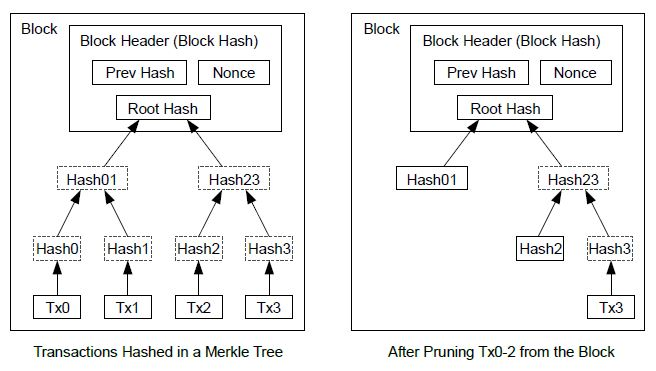 Block
Block Header (Block Hash)
Prev Hash
Nonce
Root Hash
Hash01
Hash23
Hash0
Hash1
Hash2
Hash3
Tx0
Tx1
Tx2
Tx3
Transactions Hashed in a Merkle Tree
Block
Block Header (Block Hash)
Prev Hash
Nonce
Root Hash
Hash01
Hash23
Hash2
Hash3
Tx3
After Pruning Tx0-2 from the Block